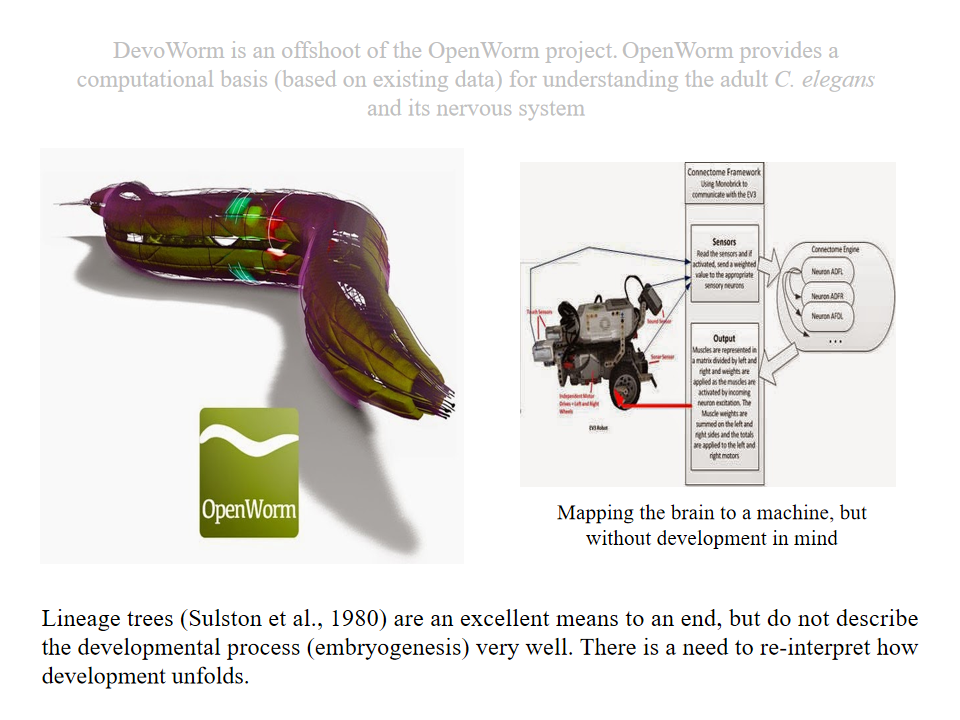 DevoWorm is an offshoot of the OpenWorm project. OpenWorm provides a
computational basis (based on existing data) for understanding the adult C. elegans
and its nervous system
OpenWorm
Connectome Framework
Using Monobrick to
communicate with the EV3
Sensors
Read the sensors and if
activated, send a weighted
value to the appropriate
sensory neurons
Connectome Engine
Neuron ADFL
Neuron ADFR
Neuron AFDL
...
Touch Sensors
Sound Sensor
Sonar Sensor
Independent Motor
Drives = Left and Right
Wheels
EV3 Robot
Output
Muscles are represented in
a matrix divided by left and
right and weights are
applied as the muscles are
activated by incoming
neuron excitation. The
Muscle weights are
summed on the left and
right sides and the totals
are applied to the left and
right motors
Mapping the brain to a machine, but
without development in mind
Lineage trees (Sulston et al., 1980) are an excellent means to an end, but do not describe
the developmental process (embryogenesis) very well. There is a need to re-interpret how
development unfolds.